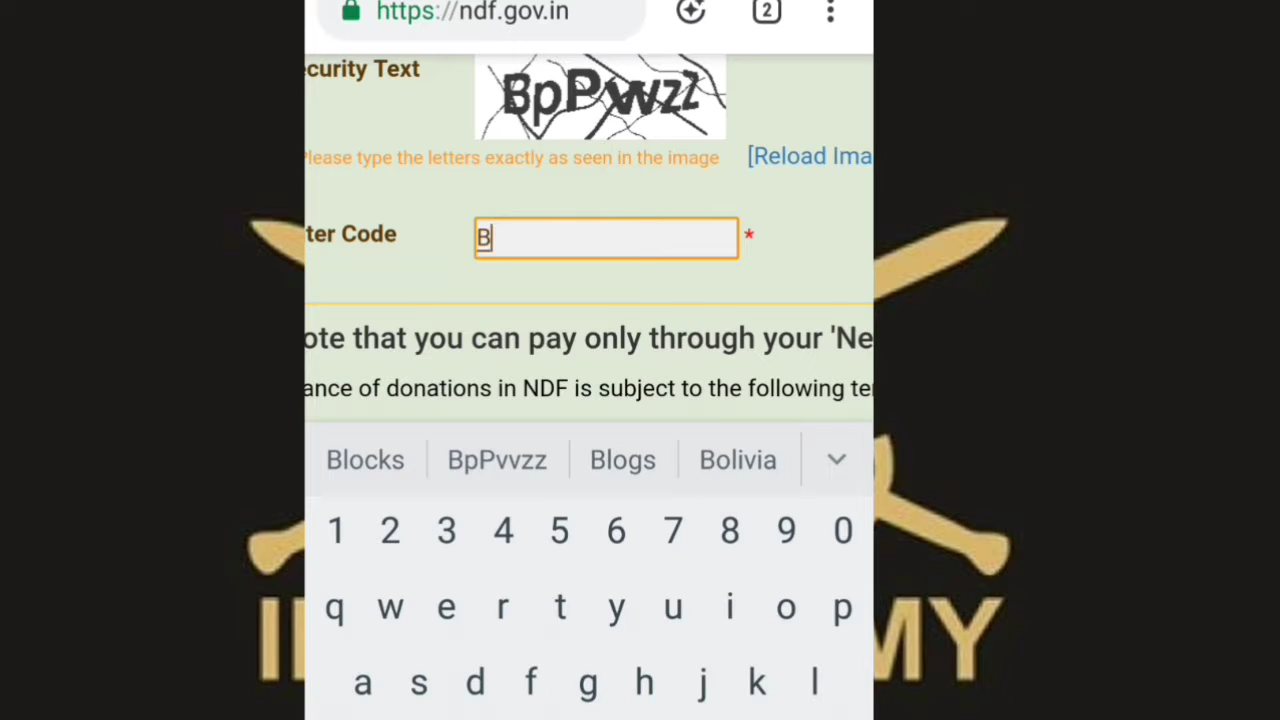 https://ndf.gov.in
2
curity Text
BpPwzz
Please type the letters exactly as seen in the image [Reload Ima
ter Code
B
*
ote that you can pay only through your 'Ne
ance of donations in NDF is subject to the following te
Blocks BpPvvzz Blogs Bolivia
1 2 3 4 5 6 7 8 9 0
q w e r t y u i o p
a s d f g h j k l
MY